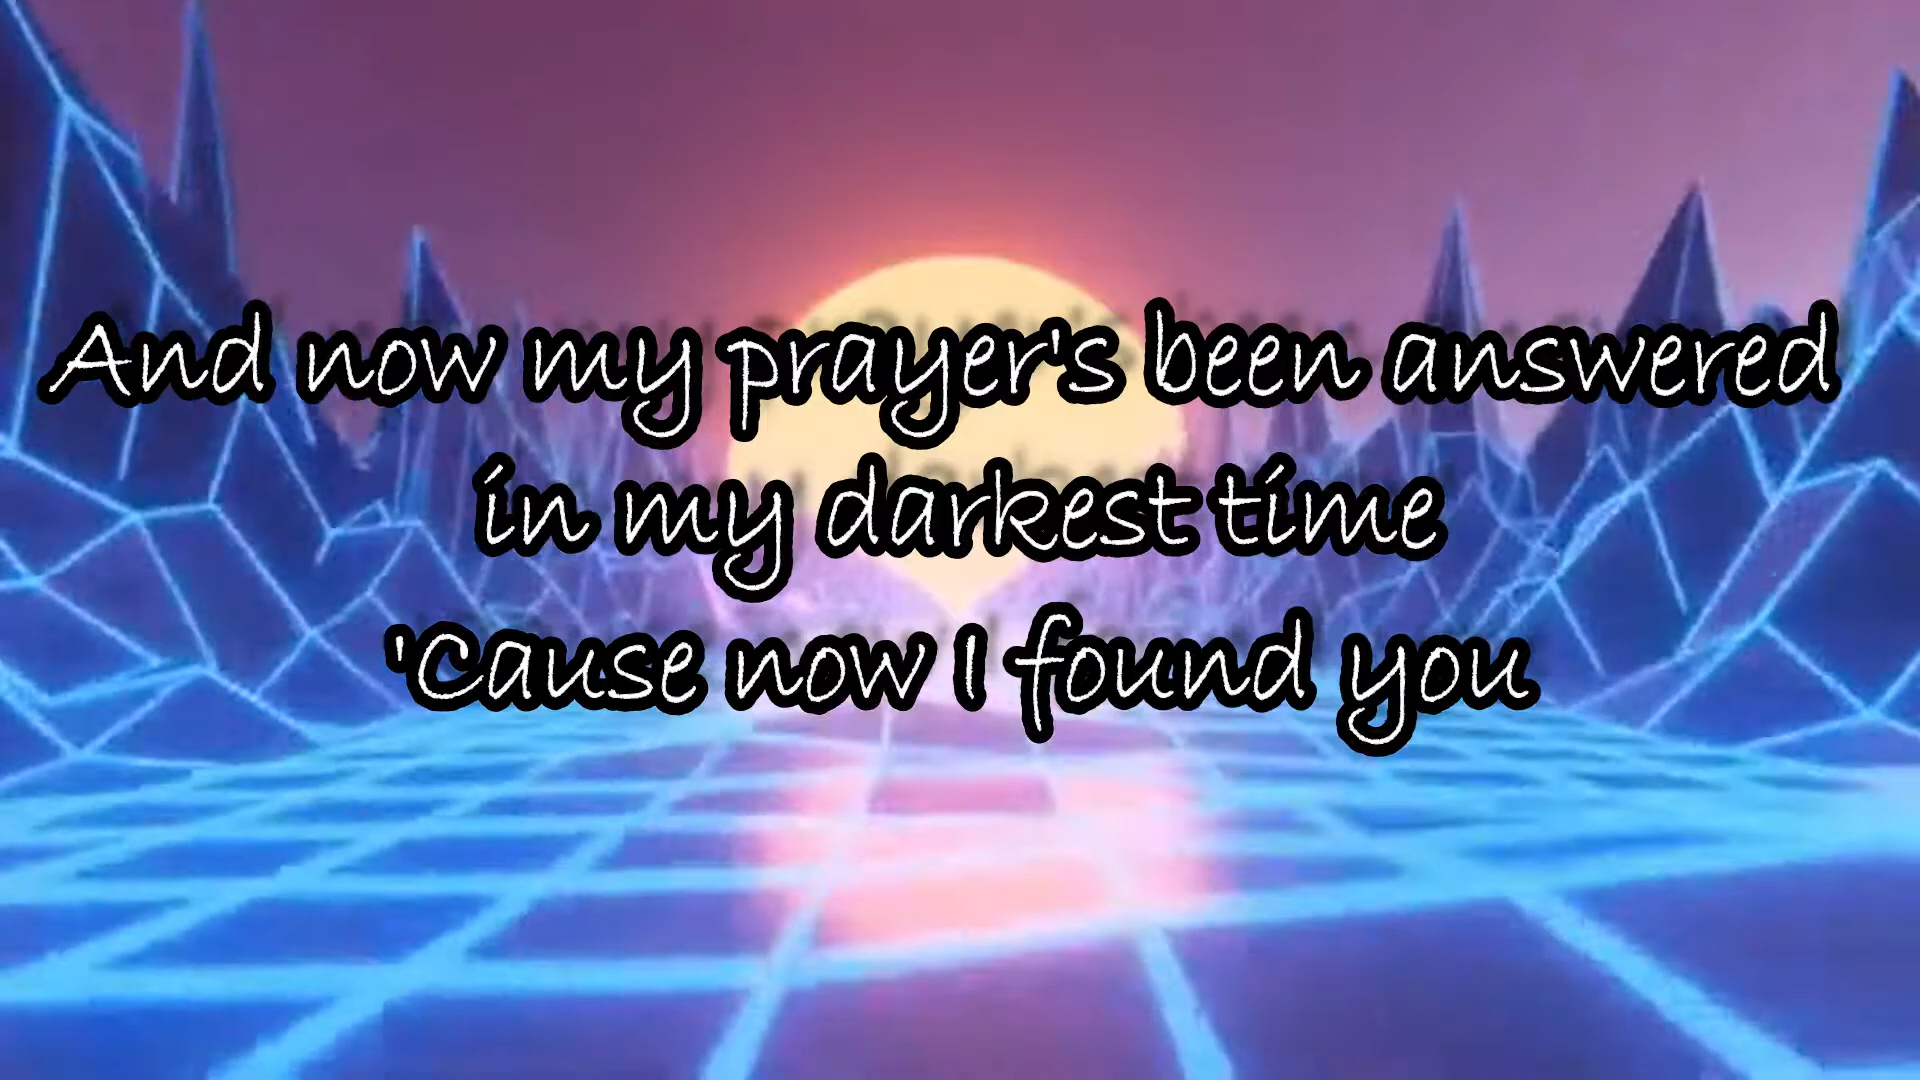 And now my prayer's been answered
in my darkest time
'Cause now I found you